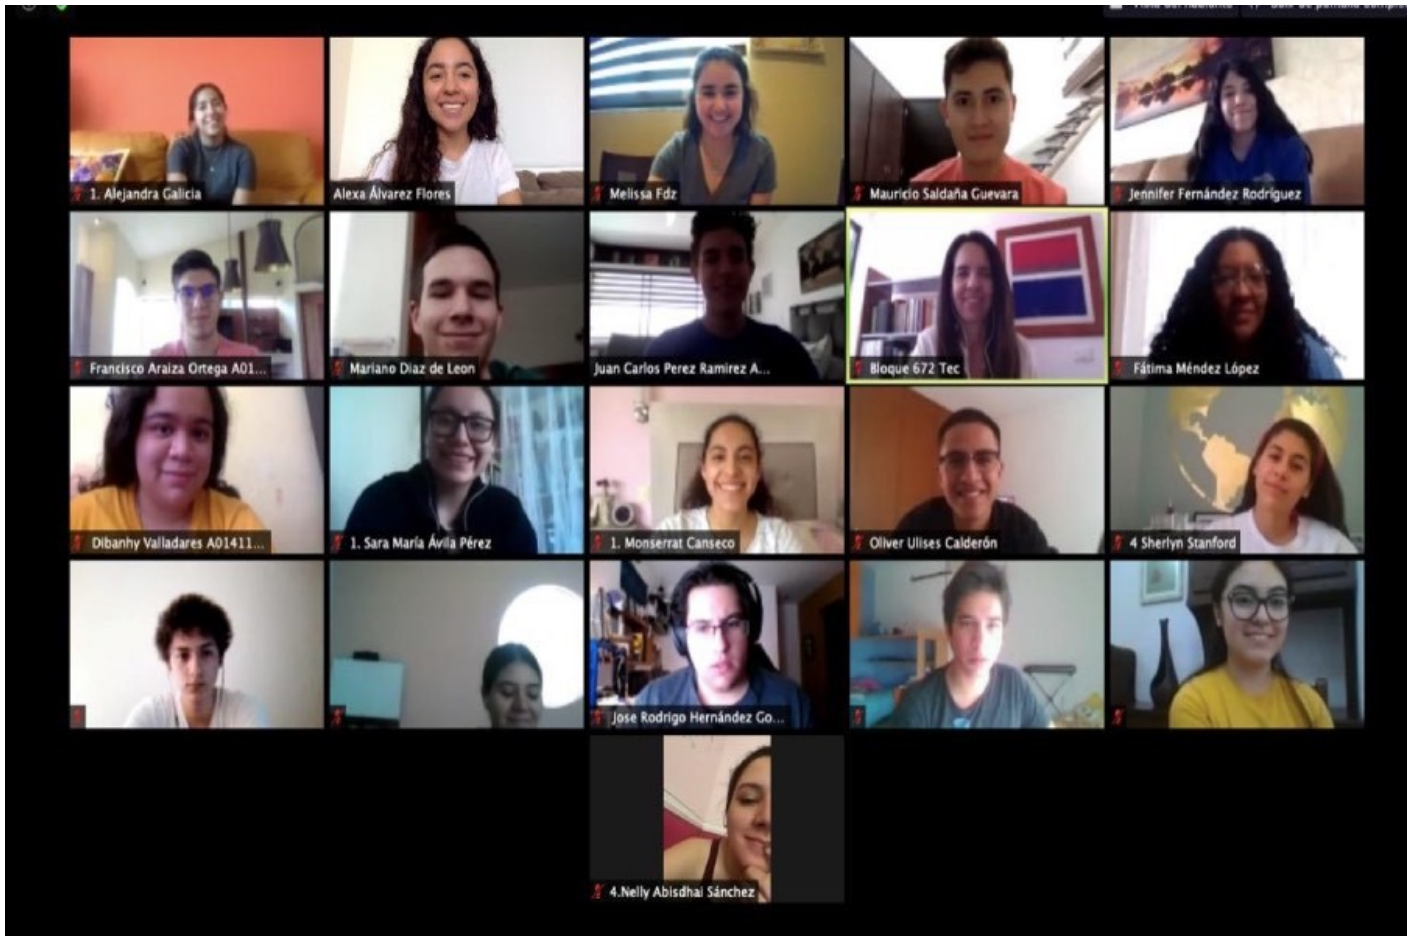 1. Alejandra Galicia
Alexa Álvarez Flores
Melissa Fdz
Mauricio Saldaña Guevara
Jennifer Fernández Rodríguez
Francisco Araiza Ortega A01...
Mariano Diaz de Leon
Juan Carlos Perez Ramirez A...
Bloque 672 Tec
Fátima Méndez López
Dibanhy Valladares A01411...
1. Sara María Ávila Pérez
1. Monserrat Canseco
Oliver Ulises Calderón
4 Sherlyn Stanford
Jose Rodrigo Hernández Go...
4.Nelly Abisdhai Sánchez